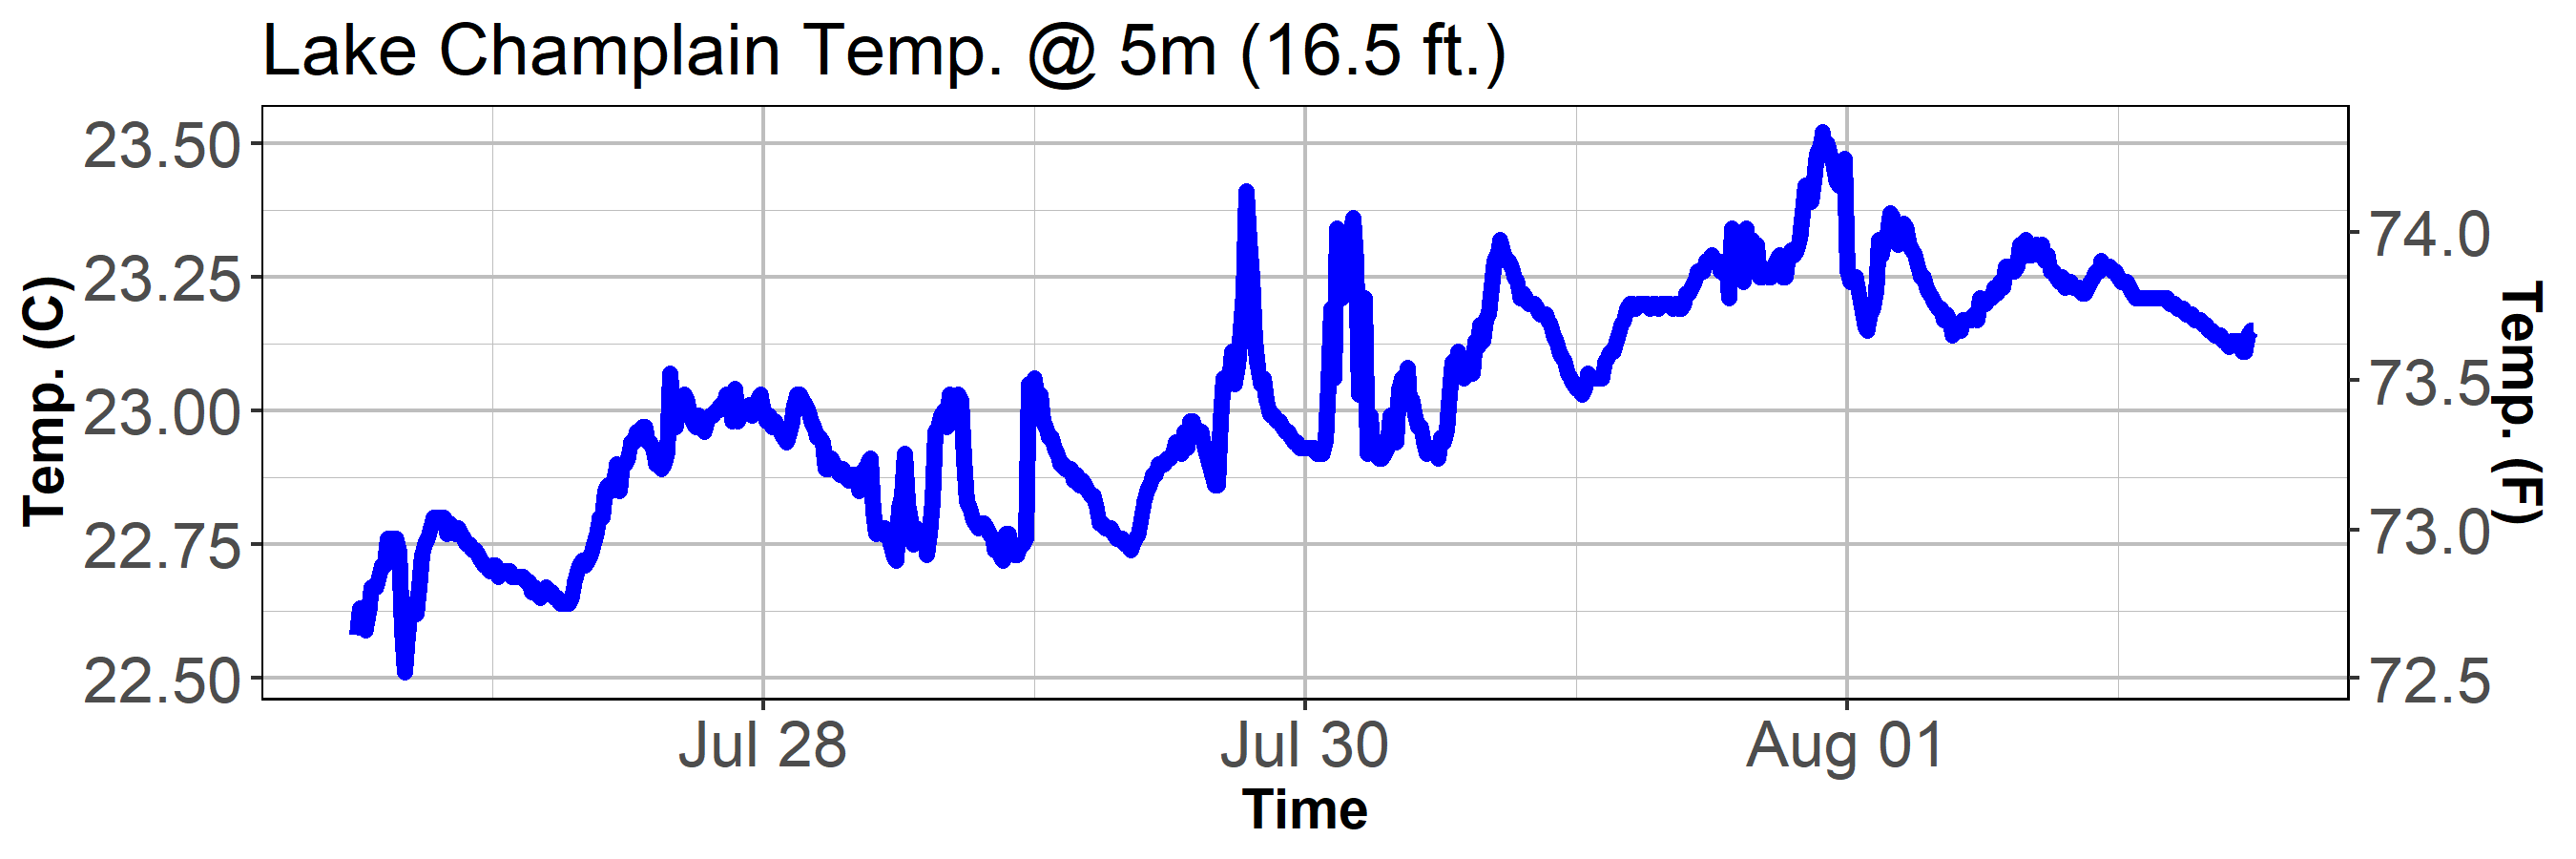 Lake Champlain Temp. @ 5m (16.5 ft.)
Temp. (C)
23.50
23.25
23.00
22.75
22.50
74.0
73.5
73.0
72.5
Temp. (F)
Jul 28
Jul 30
Aug 01
Time